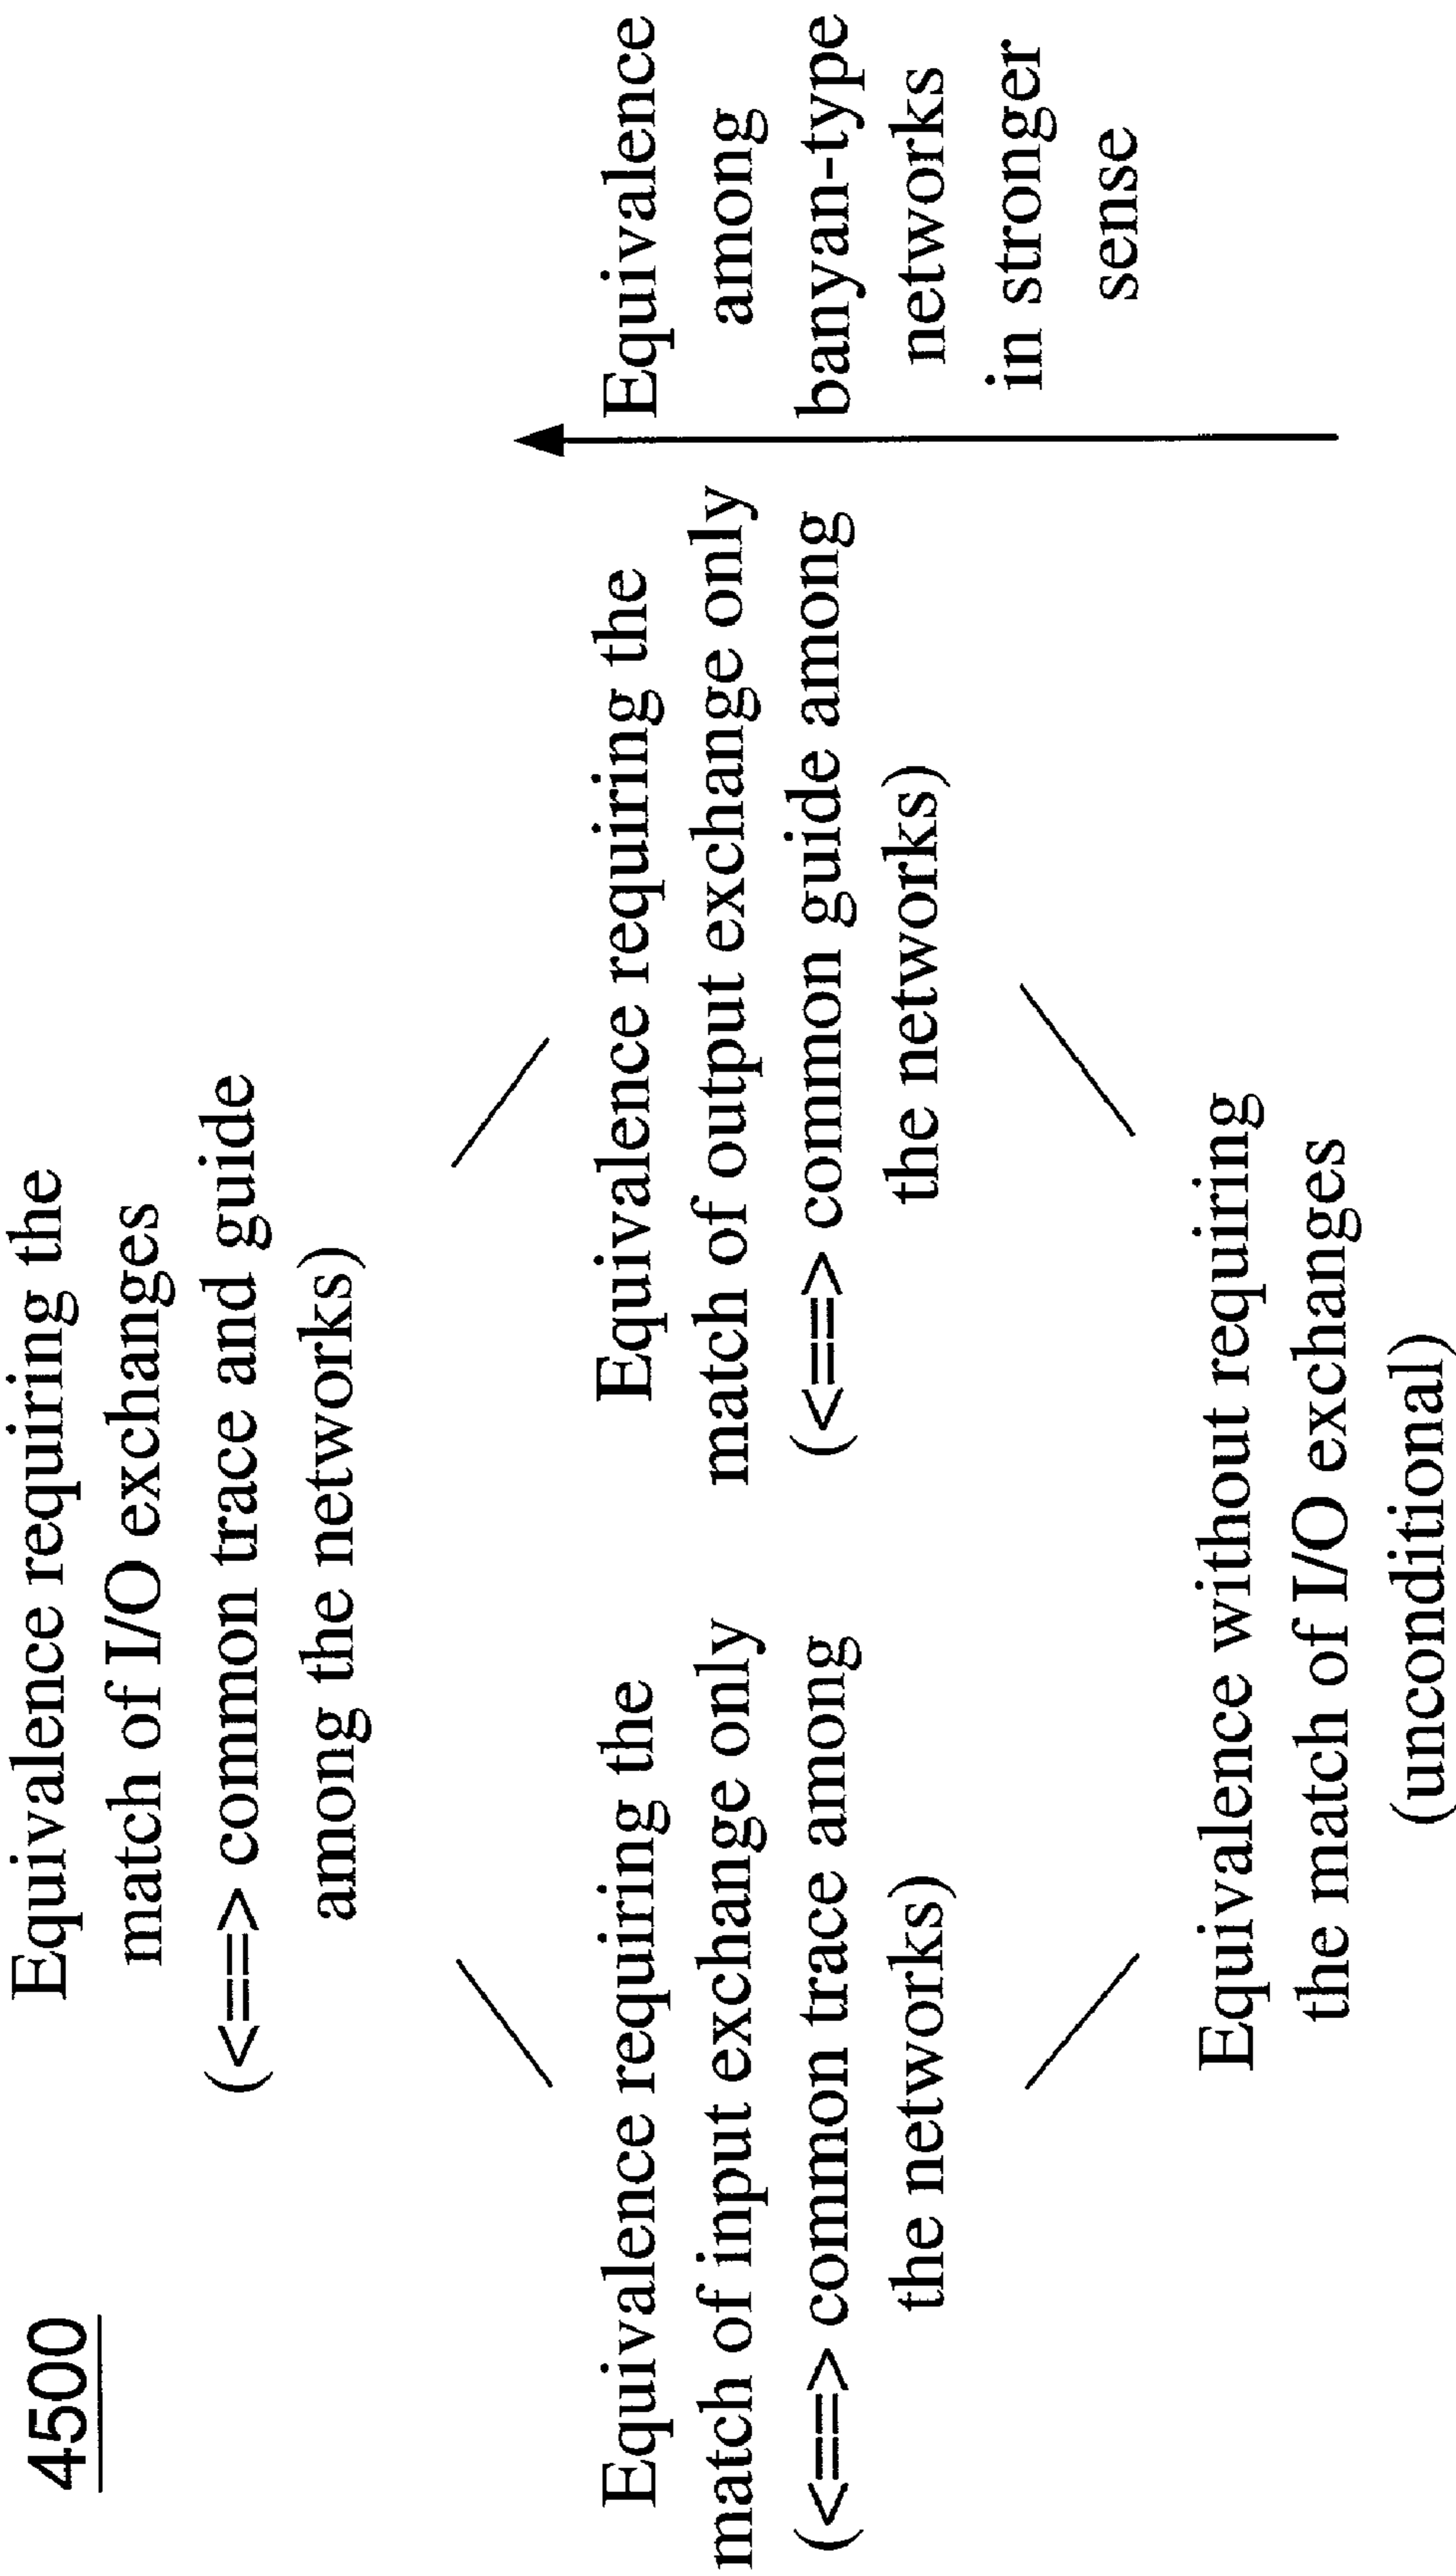 4500
Equivalence requiring the
match of I/O exchanges
(<==> common trace and guide
among the networks)
Equivalence requiring the
match of input exchange only
(<==> common trace among
the networks)
Equivalence requiring the
match of output exchange only
(<==> common guide among
the networks)
Equivalence without requiring
the match of I/O exchanges
(unconditional)
Equivalence
among
banyan-type
networks
in stronger
sense